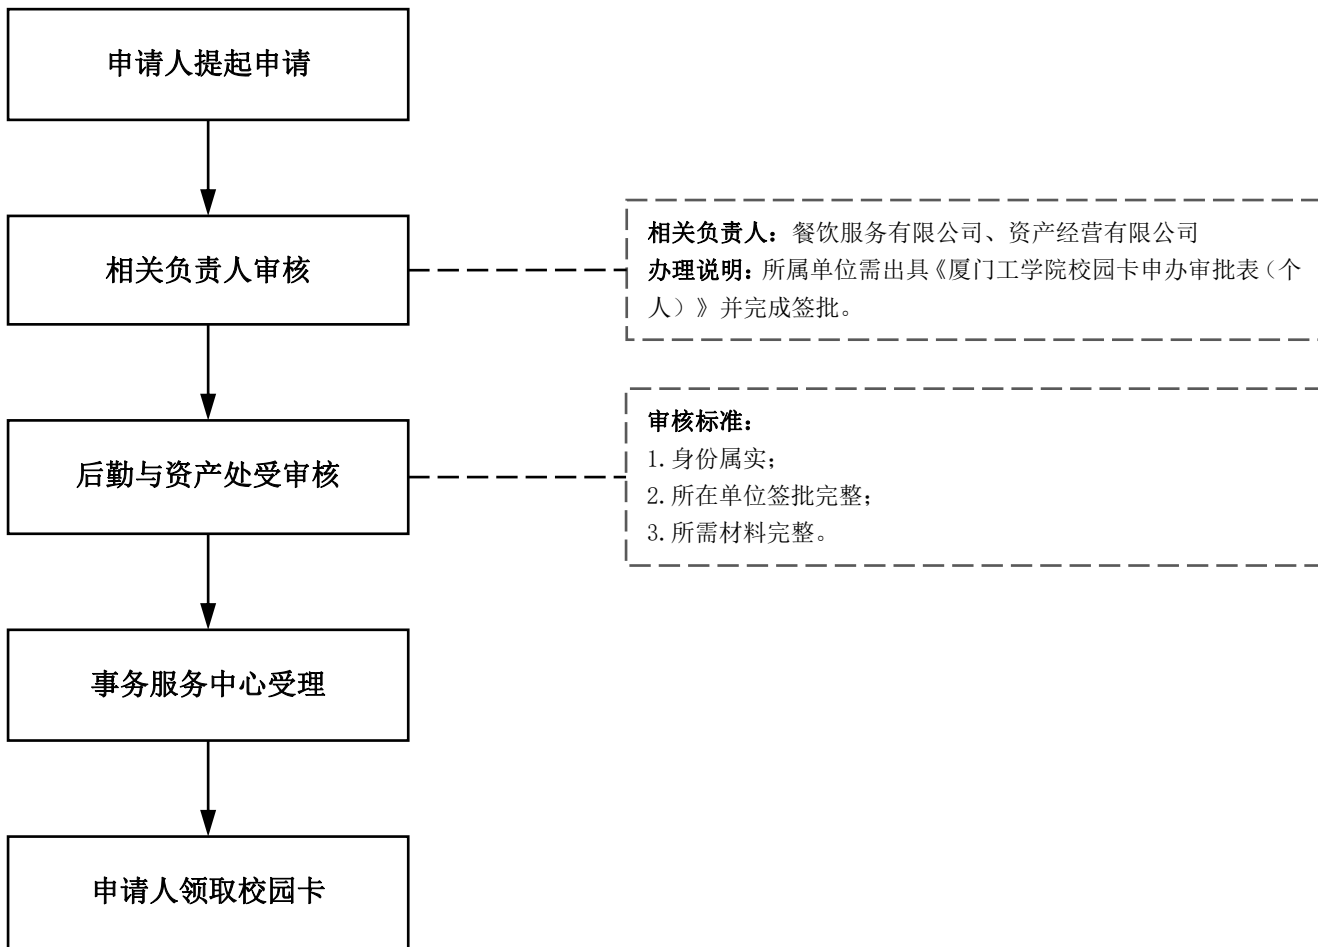 申请人提起申请
相关负责人审核
相关负责人：餐饮服务有限公司、资产经营有限公司
办理说明：所属单位需出具《厦门工学院校园卡申办审批表（个
人）》并完成签批。
后勤与资产处受审核
审核标准：
1.身份属实；
2.所在单位签批完整；
3.所需材料完整。
事务服务中心受理
申请人领取校园卡